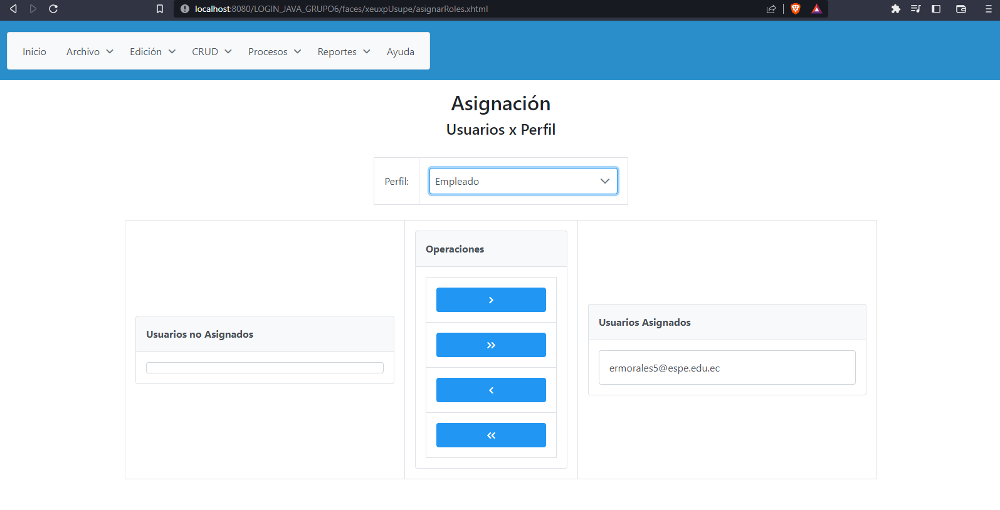 localhost:8080/LOGIN_JAVA_GRUPO6/faces/xeuxpUsupe/asignarRoles.xhtml
Inicio Archivo Edición CRUD Procesos Reportes Ayuda
Asignación
Usuarios x Perfil
Perfil: Empleado
Operaciones
Usuarios no Asignados
Usuarios Asignados
ermorales5@espe.edu.ec